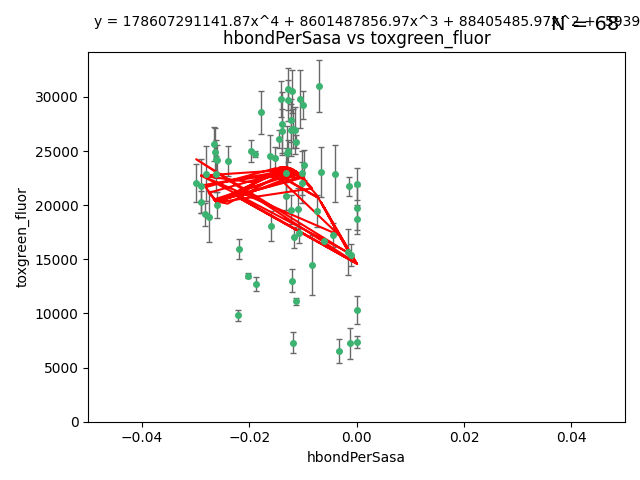 y = 178607291141.87x^4 + 8601487856.97x^3 + 88405485.97x^2 +
N = 68
hbondPerSasa vs toxgreen_fluor
toxgreen_fluor
30000
25000
20000
15000
10000
5000
0
−0.04
−0.02
0.00
0.02
0.04
hbondPerSasa